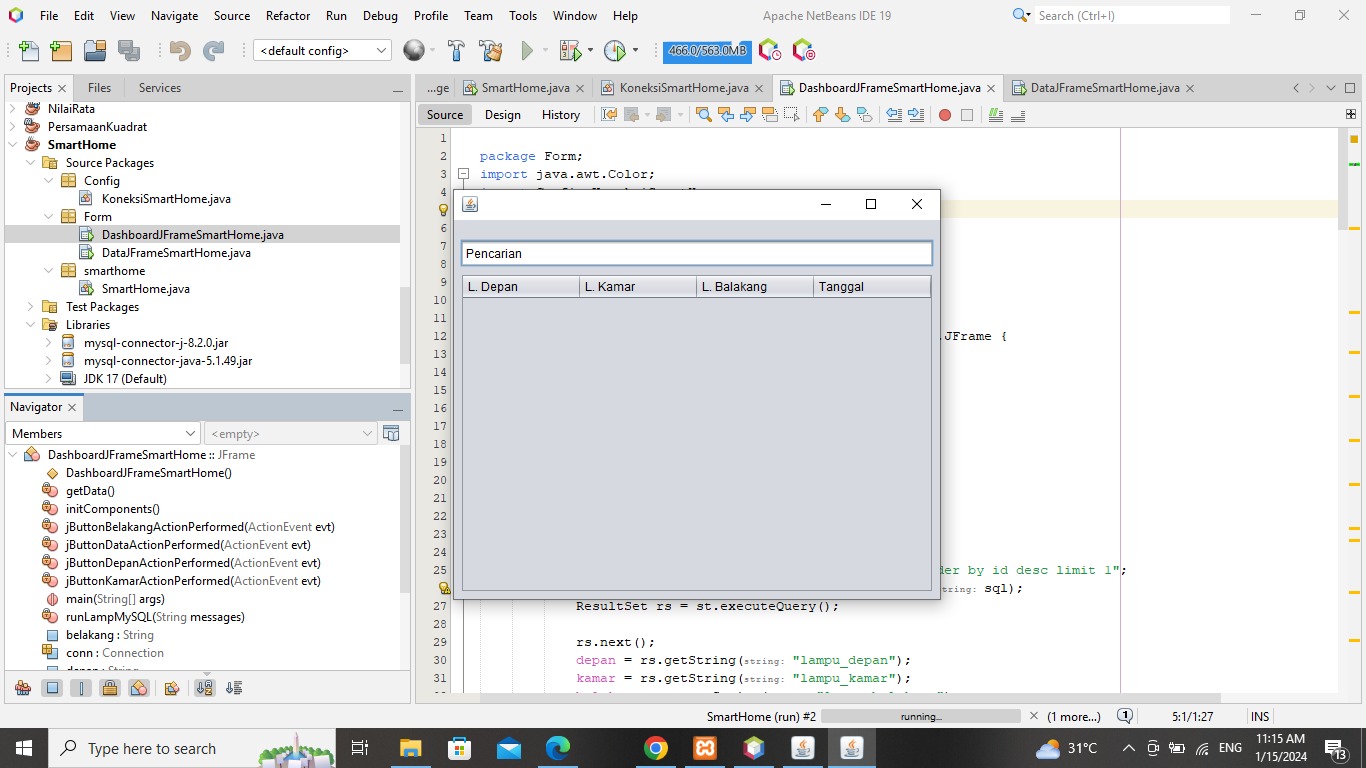 File Edit View Navigate Source Refactor Run Debug Profile Team Tools Window Help Apache NetBeans IDE 19 Search (Ctrl+I)
<default config> 466.0/563.0MB
Projects Files Services
...ge SmartHome.java KoneksiSmartHome.java DashboardJFrameSmartHome.java DataJFrameSmartHome.java
Source Design History
NilaiRata
PersamaanKuadrat
SmartHome
Source Packages
Config
KoneksiSmartHome.java
Form
DashboardJFrameSmartHome.java
DataJFrameSmartHome.java
smarthome
SmartHome.java
Test Packages
Libraries
mysql-connector-j-8.2.0.jar
mysql-connector-java-5.1.49.jar
JDK 17 (Default)
Navigator
Members <empty>
DashboardJFrameSmartHome :: JFrame
DashboardJFrameSmartHome()
getData()
initComponents()
jButtonBelakangActionPerformed(ActionEvent evt)
jButtonDataActionPerformed(ActionEvent evt)
jButtonDepanActionPerformed(ActionEvent evt)
jButtonKamarActionPerformed(ActionEvent evt)
main(String[] args)
runLampMySQL(String messages)
belakang : String
conn : Connection
1
2 package Form;
3 import java.awt.Color;
4
6
7
8
9
10
11
12 .JFrame {
13
14
15
16
17
18
19
20
21
22
23
24
25 der by id desc limit 1";
string: sql);
27 ResultSet rs = st.executeQuery();
28
29 rs.next();
30 depan = rs.getString(string: "lampu_depan");
31 kamar = rs.getString(string: "lampu_kamar");
Pencarian
L. Depan L. Kamar L. Balakang Tanggal
SmartHome (run) #2 running... (1 more...) 1 5:1/1:27 INS
Type here to search 31°C ENG 11:15 AM
1/15/2024 13